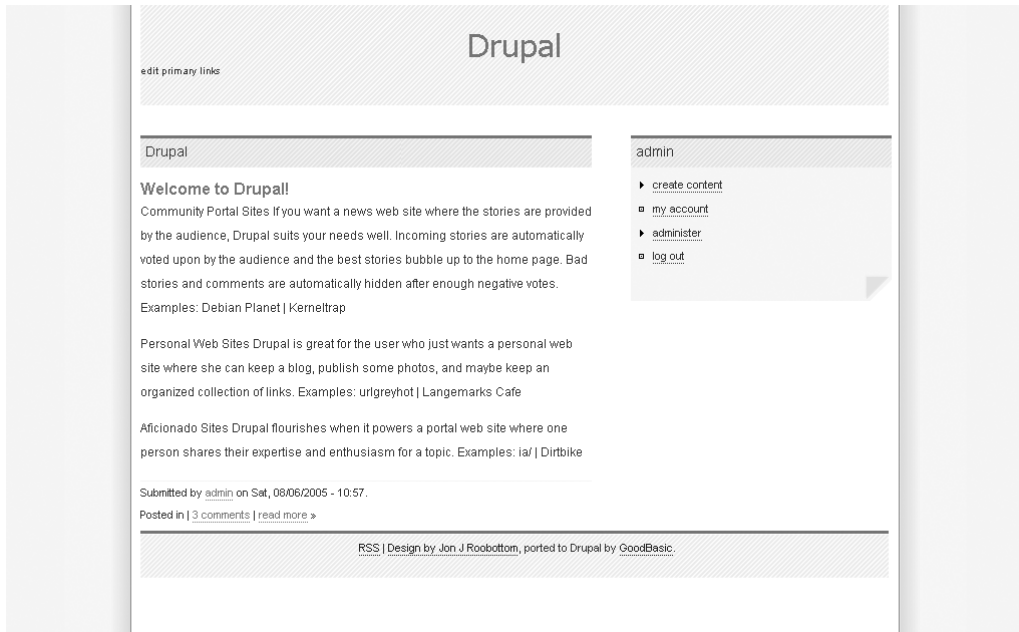 Drupal
edit primary links
Drupal
Welcome to Drupal!
Community Portal Sites If you want a news web site where the stories are provided
by the audience, Drupal suits your needs well. Incoming stories are automatically
voted upon by the audience and the best stories bubble up to the home page. Bad
stories and comments are automatically hidden after enough negative votes.
Examples: Debian Planet | Kerneltrap
Personal Web Sites Drupal is great for the user who just wants a personal web
site where she can keep a blog, publish some photos, and maybe keep an
organized collection of links. Examples: urlgreyhot | Langemarks Cafe
Aficionado Sites Drupal flourishes when it powers a portal web site where one
person shares their expertise and enthusiasm for a topic. Examples: ia/ | Dirtbike
Submitted by admin on Sat, 08/06/2005 - 10:57.
Posted in | 3 comments | read more »
admin
create content
my account
administer
log out
RSS | Design by Jon J Roobottom, ported to Drupal by GoodBasic.